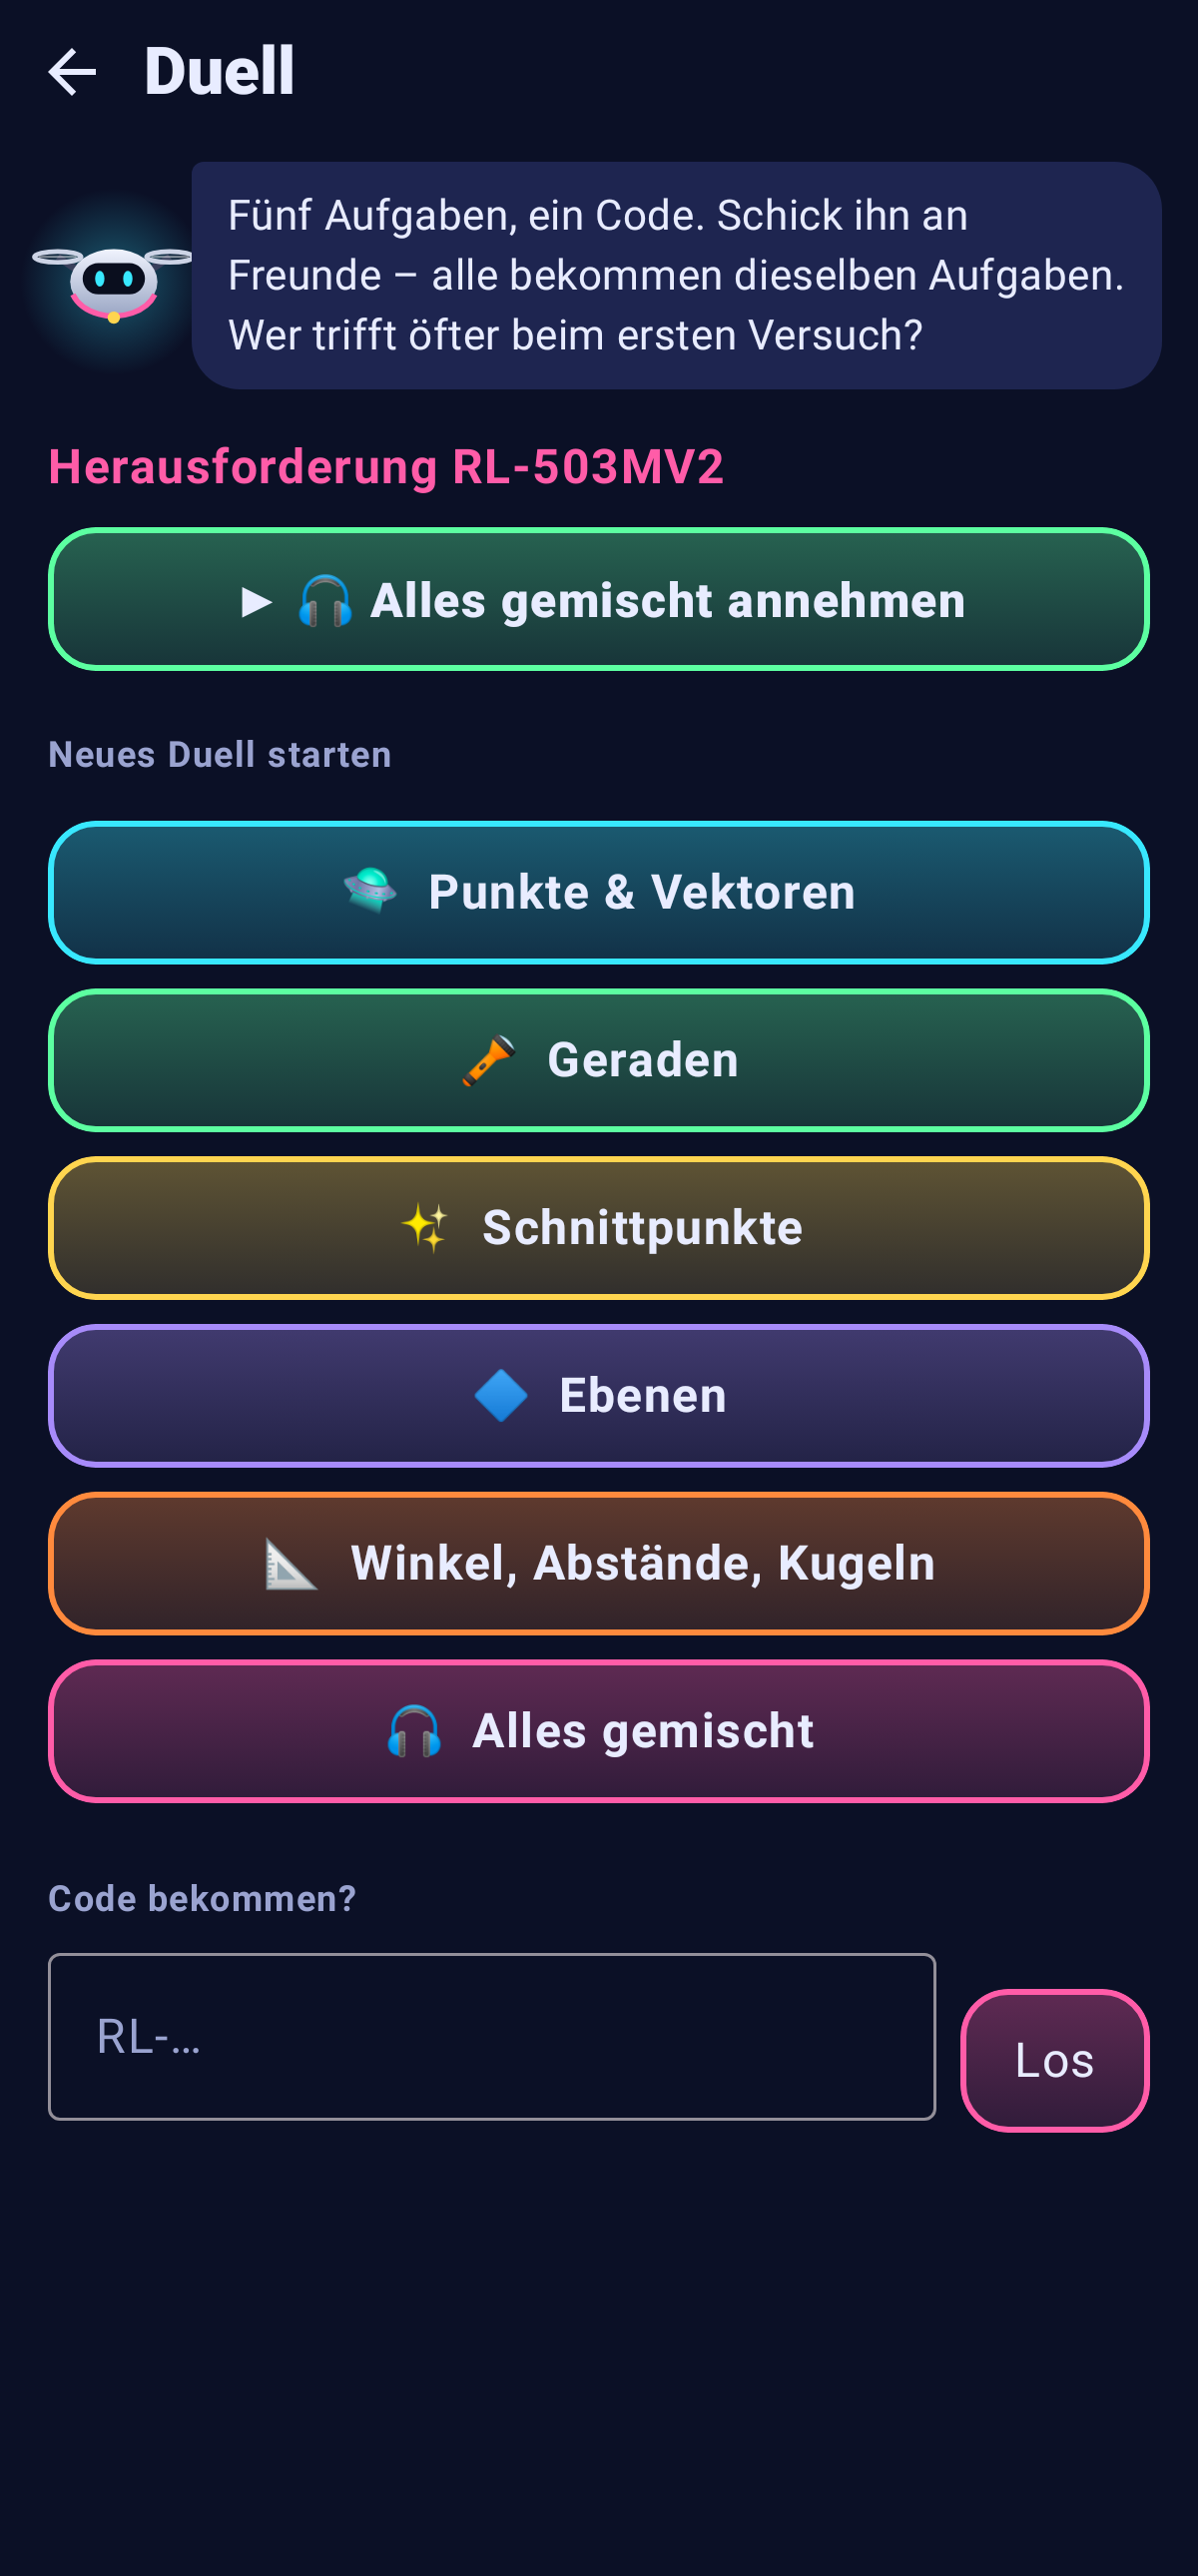 Duell
Fünf Aufgaben, ein Code. Schick ihn an
Freunde – alle bekommen dieselben Aufgaben.
Wer trifft öfter beim ersten Versuch?
Herausforderung RL-503MV2
▶ 🎧 Alles gemischt annehmen
Neues Duell starten
🛸 Punkte & Vektoren
🔦 Geraden
✨ Schnittpunkte
🔷 Ebenen
📐 Winkel, Abstände, Kugeln
🎧 Alles gemischt
Code bekommen?
RL-…
Los